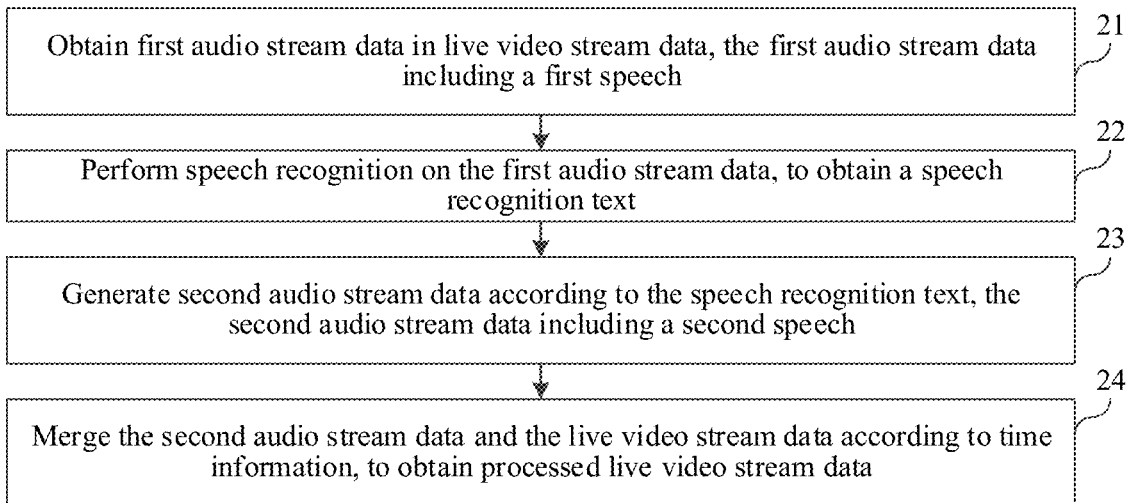 21
Obtain first audio stream data in live video stream data, the first audio stream data
including a first speech
22
Perform speech recognition on the first audio stream data, to obtain a speech
recognition text
23
Generate second audio stream data according to the speech recognition text, the
second audio stream data including a second speech
24
Merge the second audio stream data and the live video stream data according to time
information, to obtain processed live video stream data